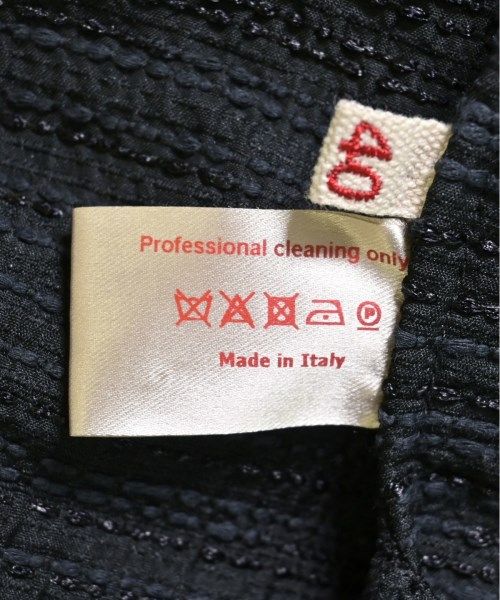 40
Professional cleaning only
P
Made in Italy